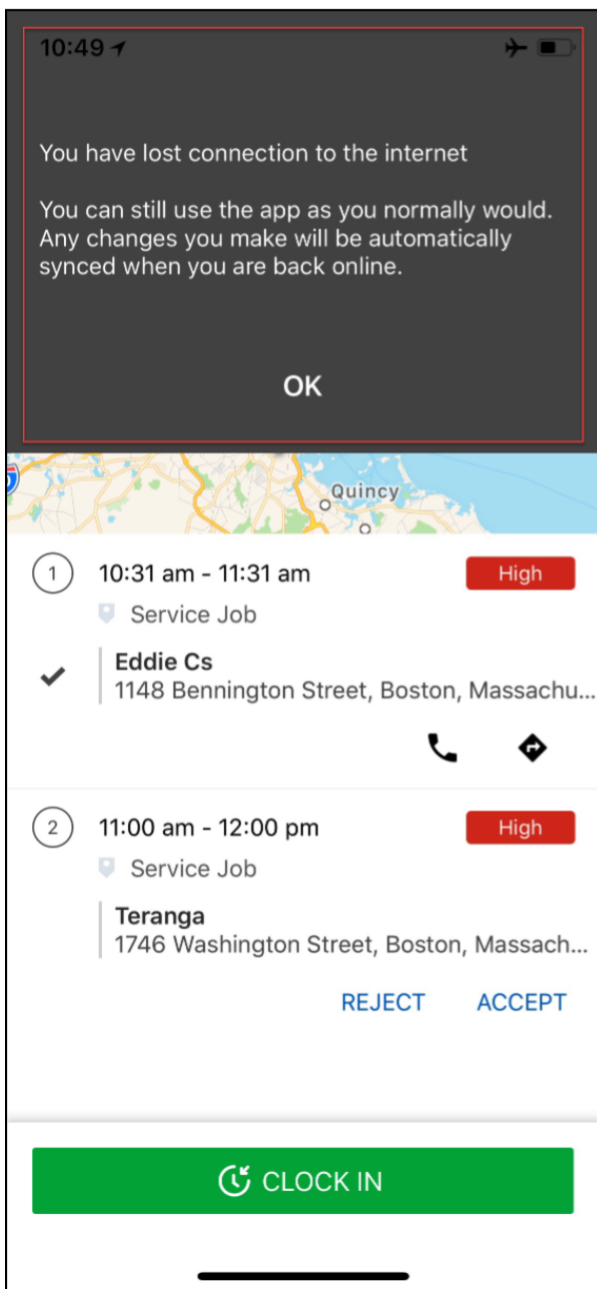 10:49
You have lost connection to the internet
You can still use the app as you normally would.
Any changes you make will be automatically
synced when you are back online.
OK
Quincy
1 10:31 am - 11:31 am High
Service Job
Eddie Cs
1148 Bennington Street, Boston, Massachu...
2 11:00 am - 12:00 pm High
Service Job
Teranga
1746 Washington Street, Boston, Massach...
REJECT ACCEPT
CLOCK IN